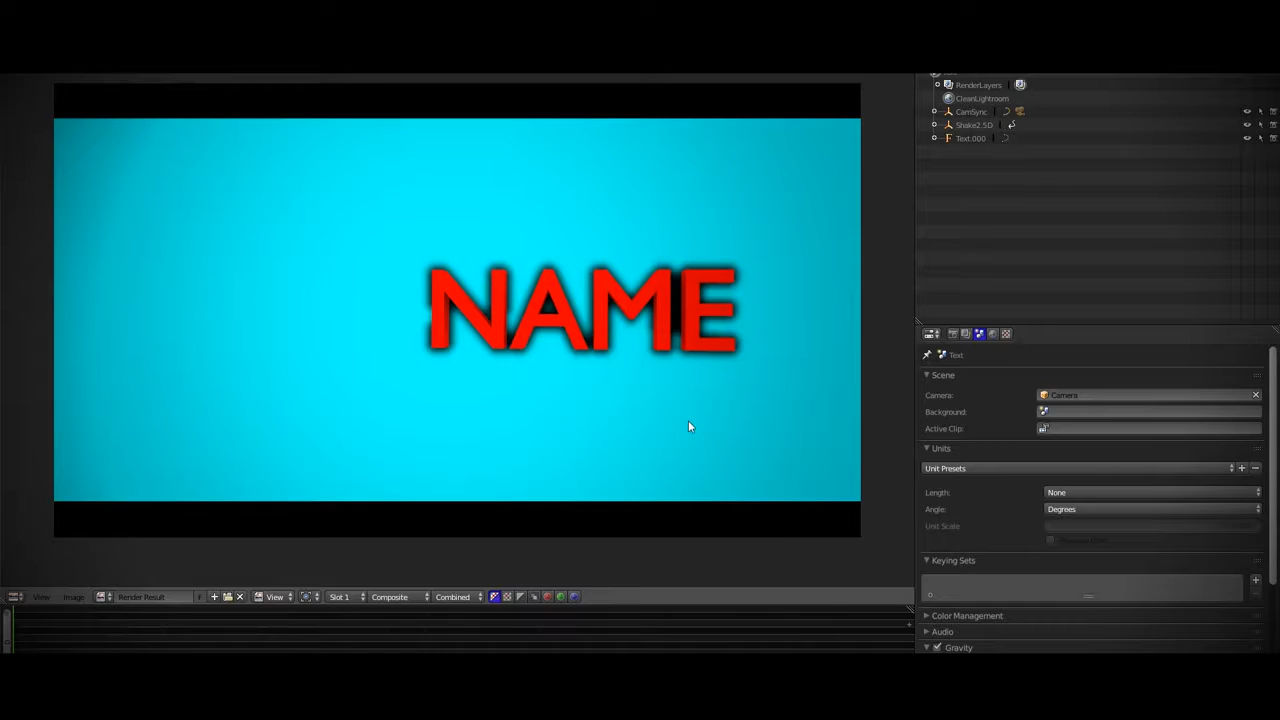 RenderLayers
CleanLightroom
CamSync
Shake2.5D
Text.000
NAME
Text
Scene
Camera: Camera
Background:
Active Clip:
Units
Unit Presets
Length: None
Angle: Degrees
Unit Scale
Keying Sets
Color Management
Audio
Gravity
View Image Render Result F View Slot 1 Composite Combined